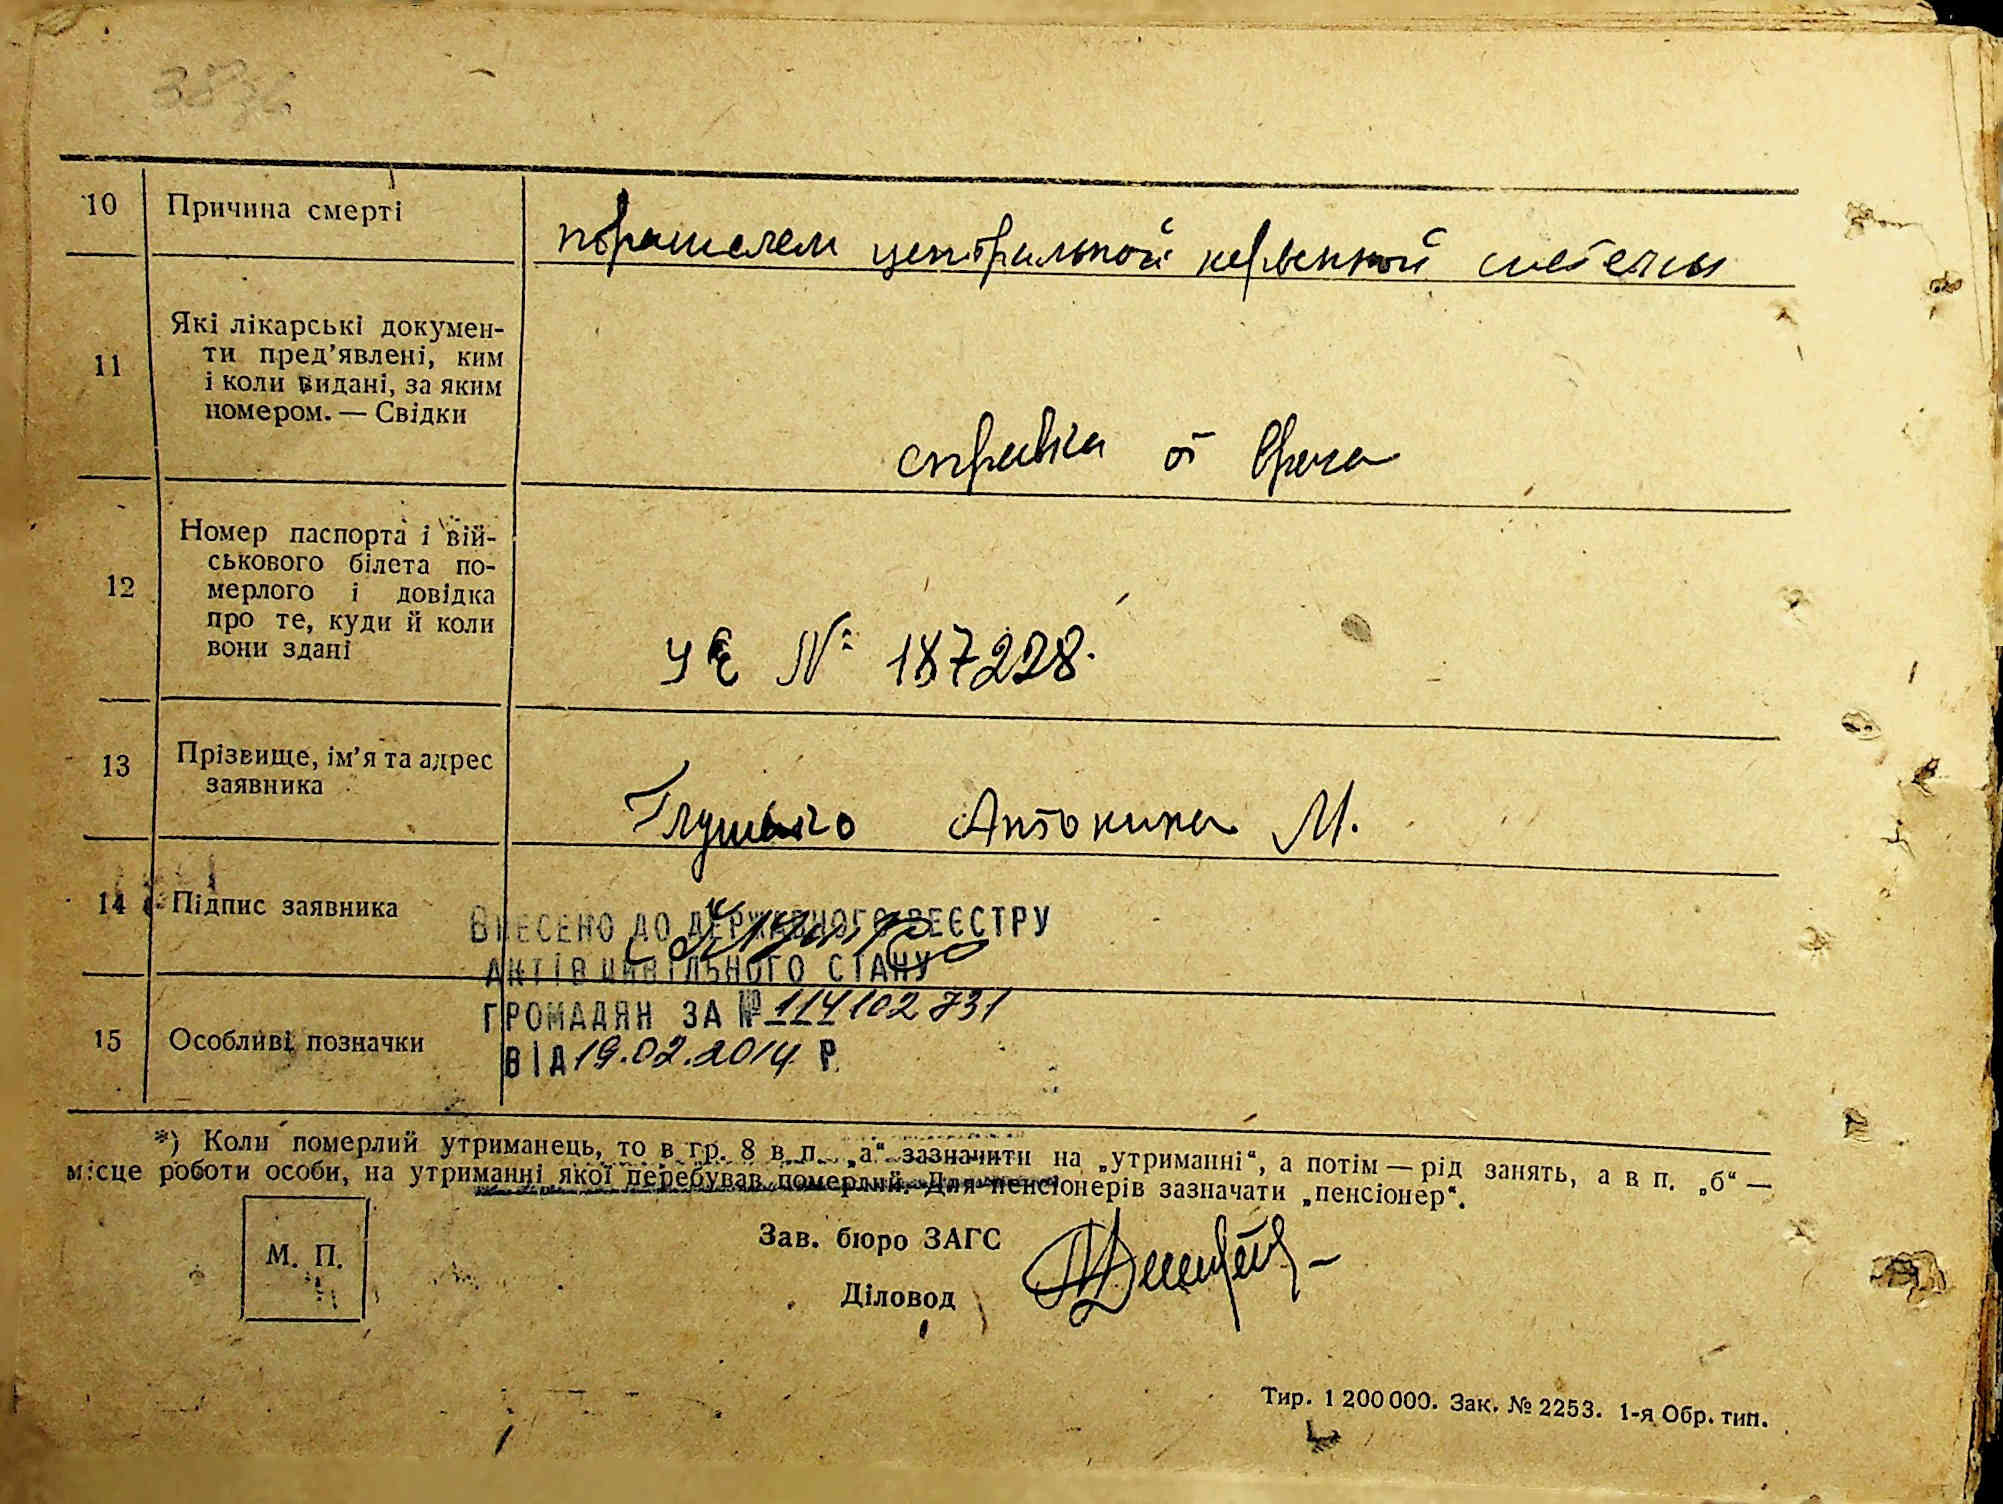 10 Причина смерті
поражением центральной нервенной системы
11 Які лікарські докумен-
ти пред’явлені, ким
і коли видані, за яким
номером. — Свідки
справка от врача
12 Номер паспорта і вій-
ськового білета по-
мерлого і довідка
про те, куди й коли
вони здані
№ 187228.
13 Прізвище, ім’я та адрес
заявника
Антонина М.
14 Підпис заявника
ВНЕСЕНО ДО ДЕРЖАВНОГО РЕЄСТРУ
АКТІВ ЦИВІЛЬНОГО СТАНУ
ГРОМАДЯН ЗА № 114102731
ВІД 19.02.2014 Р.
15 Особливі позначки
*) Коли померлий утриманець, то в гр. 8 в п. „а“ зазначити на „утриманні“, а потім — рід занять, а в п. „б“ —
місце роботи особи, на утриманні якої перебував померлий. Для пенсіонерів зазначати „пенсіонер“.
М. П.
Зав. бюро ЗАГС
Діловод
Тир. 1 200 000. Зак. № 2253. 1-я Обр. тип.